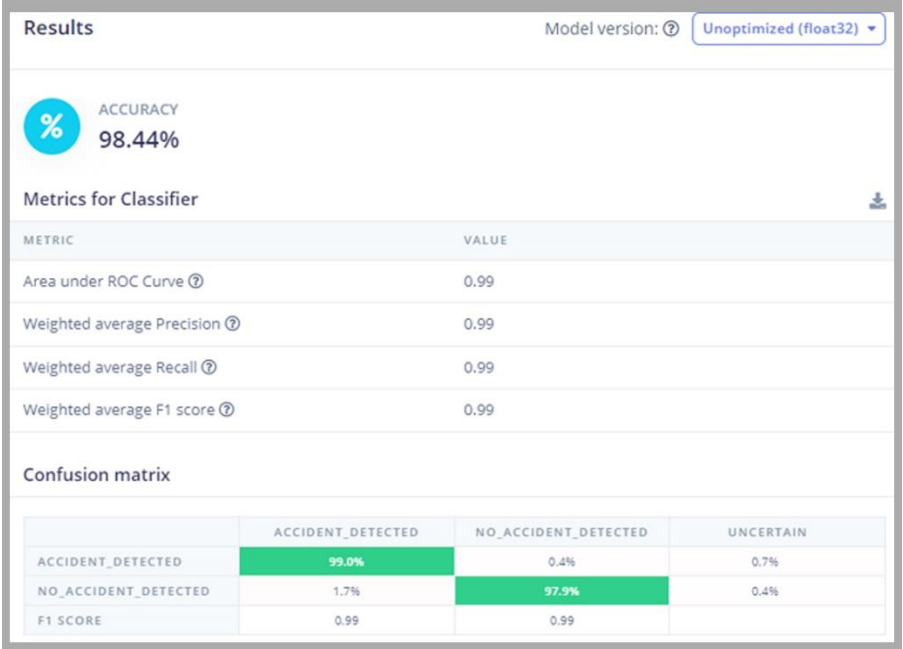 Results
Model version: Unoptimized (float32)
%
ACCURACY
98.44%
Metrics for Classifier
METRIC VALUE
Area under ROC Curve ? 0.99
Weighted average Precision ? 0.99
Weighted average Recall ? 0.99
Weighted average F1 score ? 0.99
Confusion matrix
ACCIDENT_DETECTED NO_ACCIDENT_DETECTED UNCERTAIN
ACCIDENT_DETECTED 99.0% 0.4% 0.7%
NO_ACCIDENT_DETECTED 1.7% 97.9% 0.4%
F1 SCORE 0.99 0.99